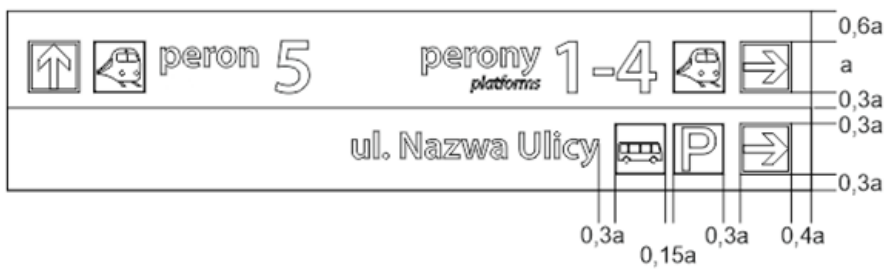 peron 5 perony 1-4
platforms
ul. Nazwa Ulicy P
0,6a
a
0,3a
0,3a
0,3a
0,3a 0,15a 0,3a 0,4a